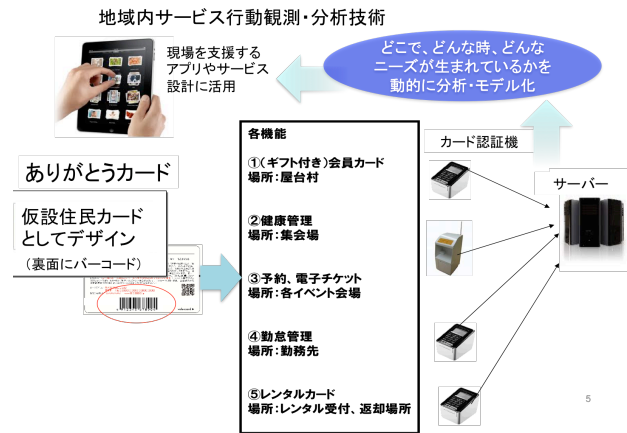 地域内サービス行動観測・分析技術
現場を支援する
アプリやサービス
設計に活用
どこで、どんな時、どんな
ニーズが生まれているかを
動的に分析・モデル化
ありがとうカード
仮設住民カード
としてデザイン
(裏面にバーコード)
各機能
①(ギフト付き)会員カード
場所:屋台村
②健康管理
場所:集会場
③予約、電子チケット
場所:各イベント会場
④勤怠管理
場所:勤務先
⑤レンタルカード
場所:レンタル受付、返却場所
カード認証機
サーバー
5